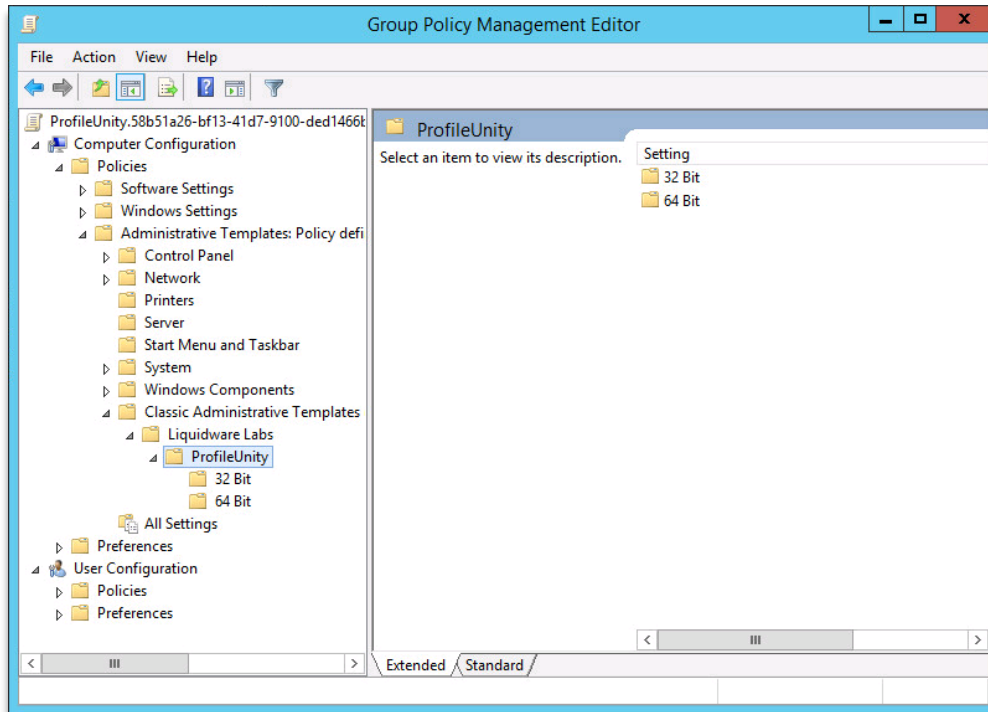 Group Policy Management Editor
File Action View Help
ProfileUnity.58b51a26-bf13-41d7-9100-ded1466b
Computer Configuration
Policies
Software Settings
Windows Settings
Administrative Templates: Policy defi
Control Panel
Network
Printers
Server
Start Menu and Taskbar
System
Windows Components
Classic Administrative Templates
Liquidware Labs
ProfileUnity
32 Bit
64 Bit
All Settings
Preferences
User Configuration
Policies
Preferences
ProfileUnity
Select an item to view its description.
Setting
32 Bit
64 Bit
Extended Standard